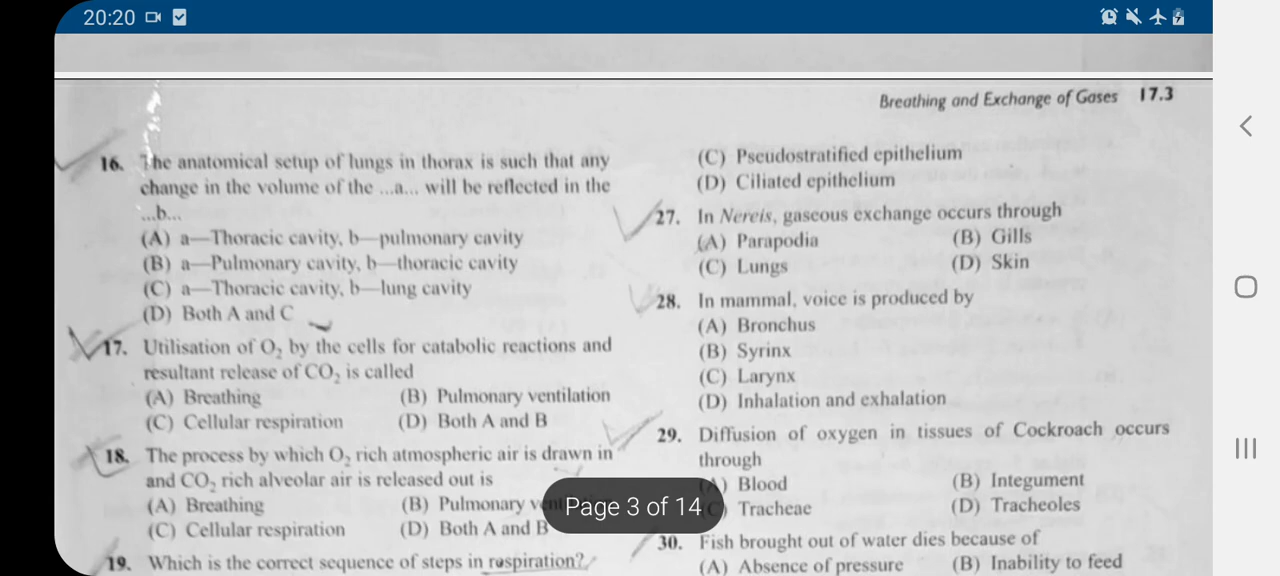 20:20
Breathing and Exchange of Gases 17.3
16. The anatomical setup of lungs in thorax is such that any
change in the volume of the ...a... will be reflected in the
...b...
(A) a—Thoracic cavity, b—pulmonary cavity
(B) a—Pulmonary cavity, b—thoracic cavity
(C) a—Thoracic cavity, b—lung cavity
(D) Both A and C
17. Utilisation of O₂ by the cells for catabolic reactions and
resultant release of CO₂ is called
(A) Breathing (B) Pulmonary ventilation
(C) Cellular respiration (D) Both A and B
18. The process by which O₂ rich atmospheric air is drawn in
and CO₂ rich alveolar air is released out is
(A) Breathing (B) Pulmonary
(C) Cellular respiration (D) Both A and B
19. Which is the correct sequence of steps in respiration?
(C) Pseudostratified epithelium
(D) Ciliated epithelium
27. In Nereis, gaseous exchange occurs through
(A) Parapodia (B) Gills
(C) Lungs (D) Skin
28. In mammal, voice is produced by
(A) Bronchus
(B) Syrinx
(C) Larynx
(D) Inhalation and exhalation
29. Diffusion of oxygen in tissues of Cockroach occurs
through
(A) Blood (B) Integument
(C) Tracheae (D) Tracheoles
30. Fish brought out of water dies because of
(A) Absence of pressure (B) Inability to feed
Page 3 of 14